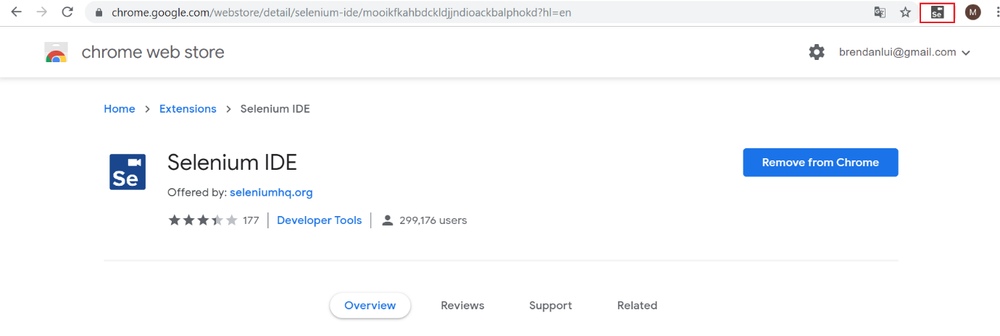 chrome.google.com/webstore/detail/selenium-ide/mooikfkahbdckldjjndioackbalphokd?hl=en Se M
chrome web store brendanlui@gmail.com
Home > Extensions > Selenium IDE
Se Selenium IDE Remove from Chrome
Offered by: seleniumhq.org
177 Developer Tools 299,176 users
Overview Reviews Support Related